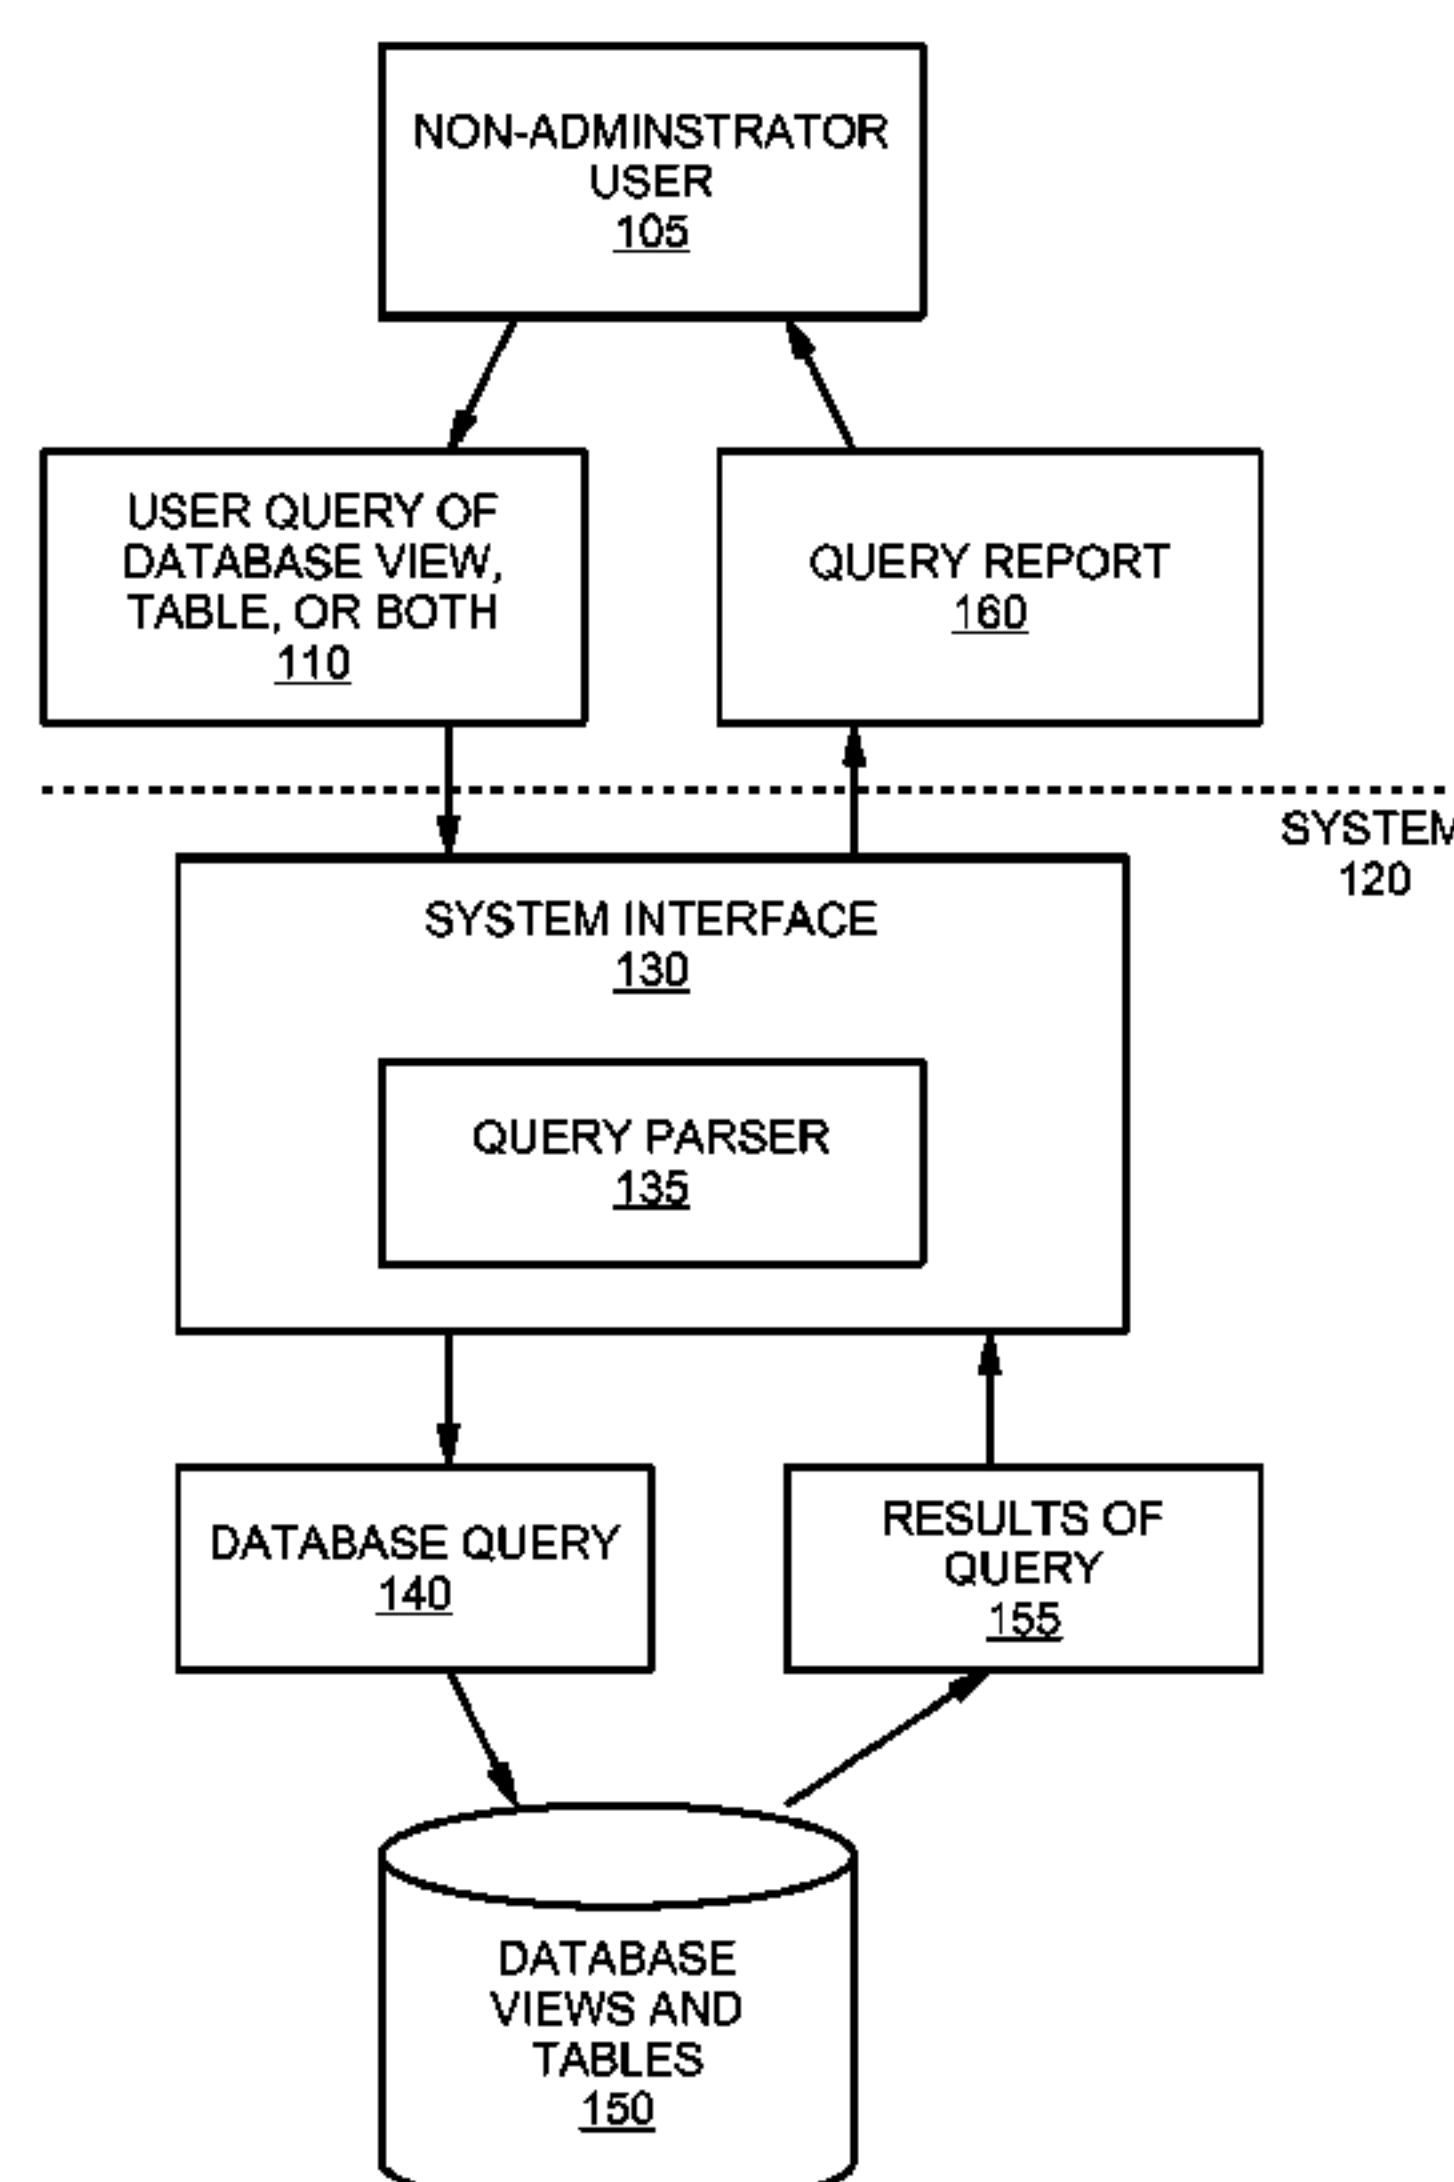 NON-ADMINSTRATOR
USER
105
USER QUERY OF
DATABASE VIEW,
TABLE, OR BOTH
110
QUERY REPORT
160
SYSTEM
120
SYSTEM INTERFACE
130
QUERY PARSER
135
DATABASE QUERY
140
RESULTS OF
QUERY
155
DATABASE
VIEWS AND
TABLES
150